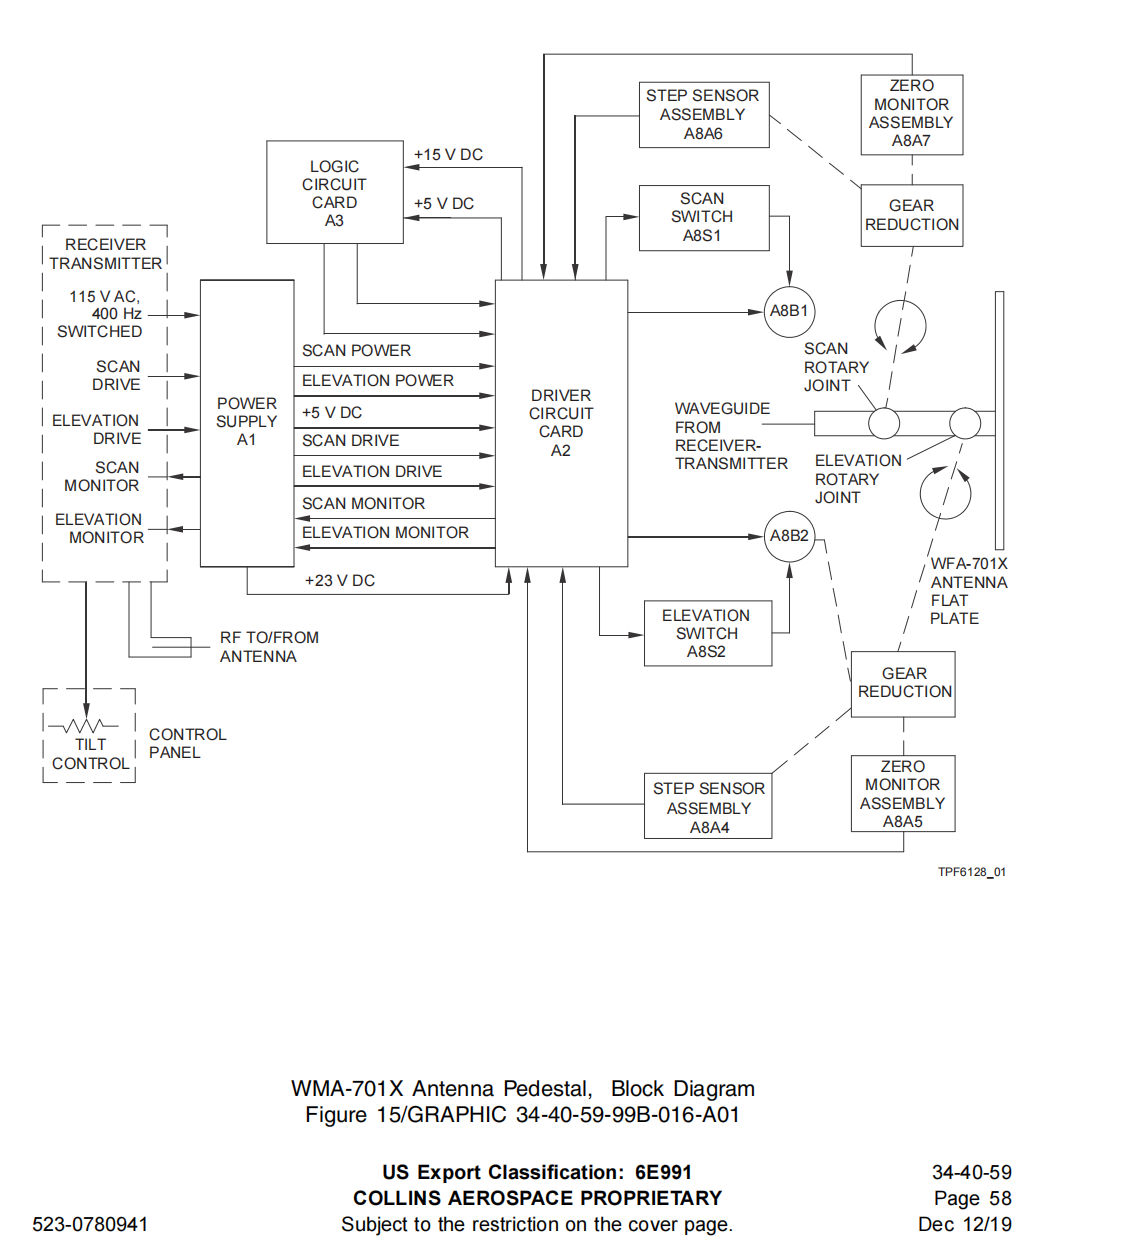 ZERO
MONITOR
ASSEMBLY
A8A7
STEP SENSOR
ASSEMBLY
A8A6
LOGIC
CIRCUIT
CARD
A3
+15 V DC
+5 V DC
SCAN
SWITCH
A8S1
GEAR
REDUCTION
RECEIVER
TRANSMITTER
115 V AC,
400 Hz
SWITCHED
SCAN
DRIVE
ELEVATION
DRIVE
SCAN
MONITOR
ELEVATION
MONITOR
POWER
SUPPLY
A1
SCAN POWER
ELEVATION POWER
+5 V DC
SCAN DRIVE
ELEVATION DRIVE
SCAN MONITOR
ELEVATION MONITOR
+23 V DC
DRIVER
CIRCUIT
CARD
A2
A8B1
SCAN
ROTARY
JOINT
WAVEGUIDE
FROM
RECEIVER-
TRANSMITTER
ELEVATION
ROTARY
JOINT
A8B2
WFA-701X
ANTENNA
FLAT
PLATE
ELEVATION
SWITCH
A8S2
RF TO/FROM
ANTENNA
GEAR
REDUCTION
TILT
CONTROL
CONTROL
PANEL
STEP SENSOR
ASSEMBLY
A8A4
ZERO
MONITOR
ASSEMBLY
A8A5
TPF6128_01
WMA-701X Antenna Pedestal, Block Diagram
Figure 15/GRAPHIC 34-40-59-99B-016-A01
US Export Classification: 6E991
34-40-59
COLLINS AEROSPACE PROPRIETARY
Page 58
523-0780941
Subject to the restriction on the cover page.
Dec 12/19